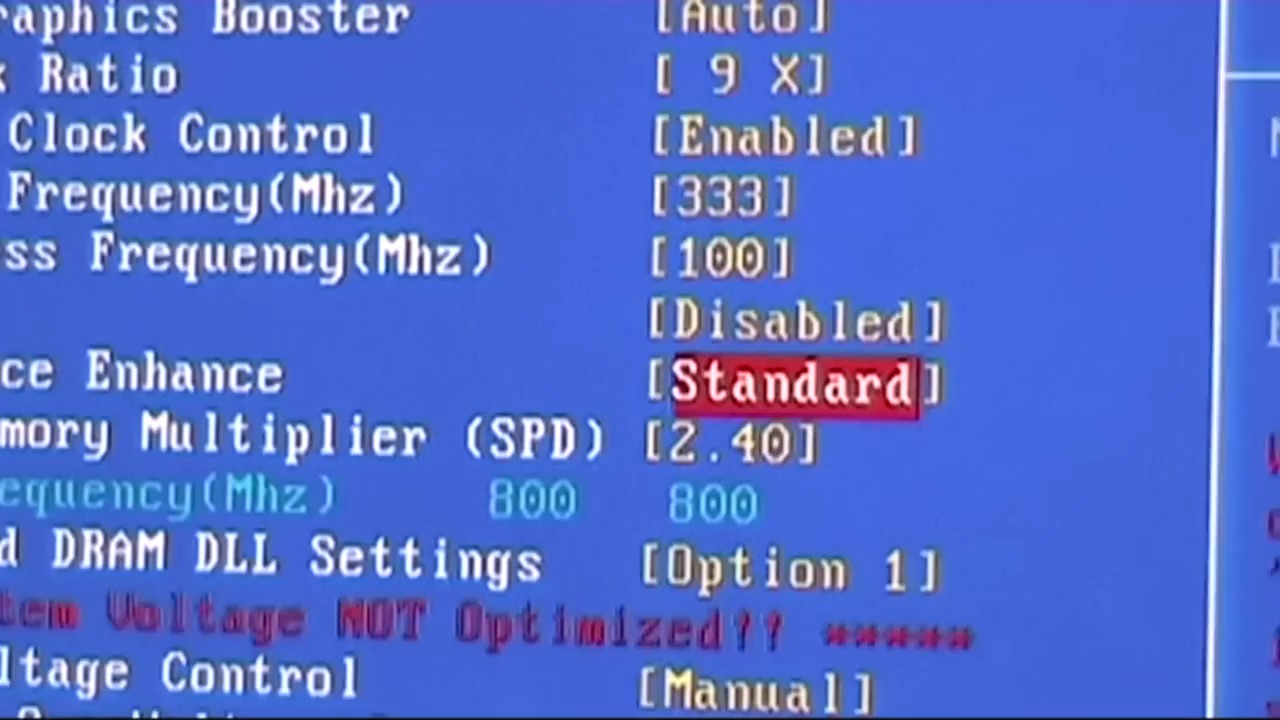 raphics Booster [Auto]
k Ratio [ 9 X]
Clock Control [Enabled]
Frequency(Mhz) [333]
ess Frequency(Mhz) [100]
[Disabled]
ce Enhance [Standard]
mory Multiplier (SPD) [2.40]
equency(Mhz) 800 800
d DRAM DLL Settings [Option 1]
tem Voltage NOT Optimized?? *****
ltage Control [Manual]